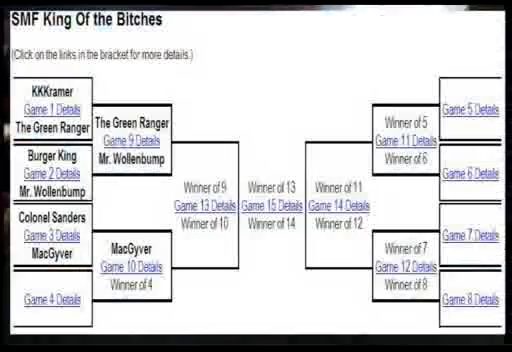 SMF King Of the Bitches
(Click on the links in the bracket for more details.)
KKKramer
Game 1 Details
The Green Ranger
Burger King
Game 2 Details
Mr. Wollenbump
Colonel Sanders
Game 3 Details
MacGyver
Game 4 Details
The Green Ranger
Game 9 Details
Mr. Wollenbump
MacGyver
Game 10 Details
Winner of 4
Winner of 9
Game 13 Details
Winner of 10
Winner of 13
Game 15 Details
Winner of 14
Winner of 11
Game 14 Details
Winner of 12
Winner of 5
Game 11 Details
Winner of 6
Winner of 7
Game 12 Details
Winner of 8
Game 5 Details
Game 6 Details
Game 7 Details
Game 8 Details